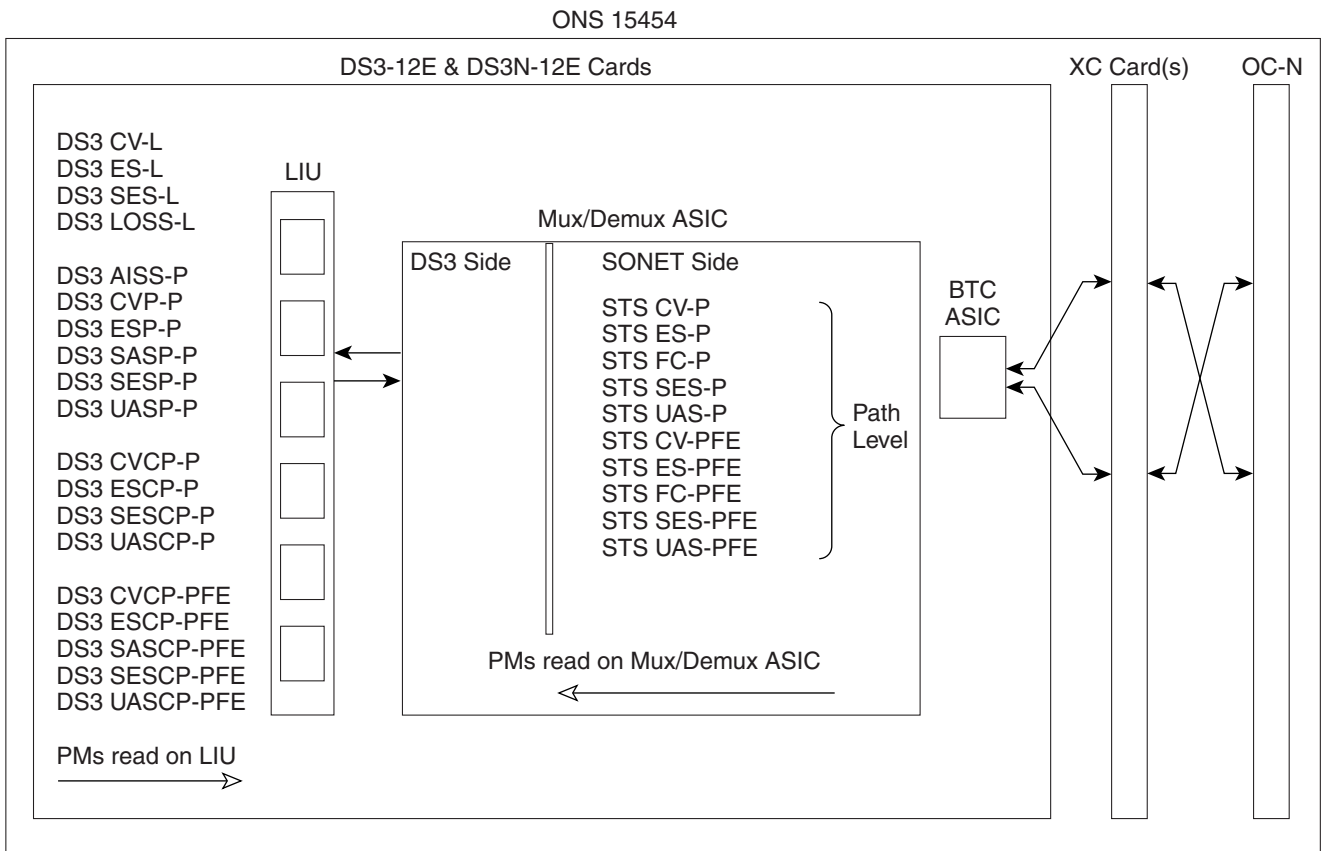 ONS 15454
DS3-12E & DS3N-12E Cards
XC Card(s)
OC-N
DS3 CV-L
DS3 ES-L
DS3 SES-L
DS3 LOSS-L
DS3 AISS-P
DS3 CVP-P
DS3 ESP-P
DS3 SASP-P
DS3 SESP-P
DS3 UASP-P
DS3 CVCP-P
DS3 ESCP-P
DS3 SESCP-P
DS3 UASCP-P
DS3 CVCP-PFE
DS3 ESCP-PFE
DS3 SASCP-PFE
DS3 SESCP-PFE
DS3 UASCP-PFE
PMs read on LIU
LIU
Mux/Demux ASIC
DS3 Side
SONET Side
STS CV-P
STS ES-P
STS FC-P
STS SES-P
STS UAS-P
STS CV-PFE
STS ES-PFE
STS FC-PFE
STS SES-PFE
STS UAS-PFE
Path
Level
PMs read on Mux/Demux ASIC
BTC
ASIC